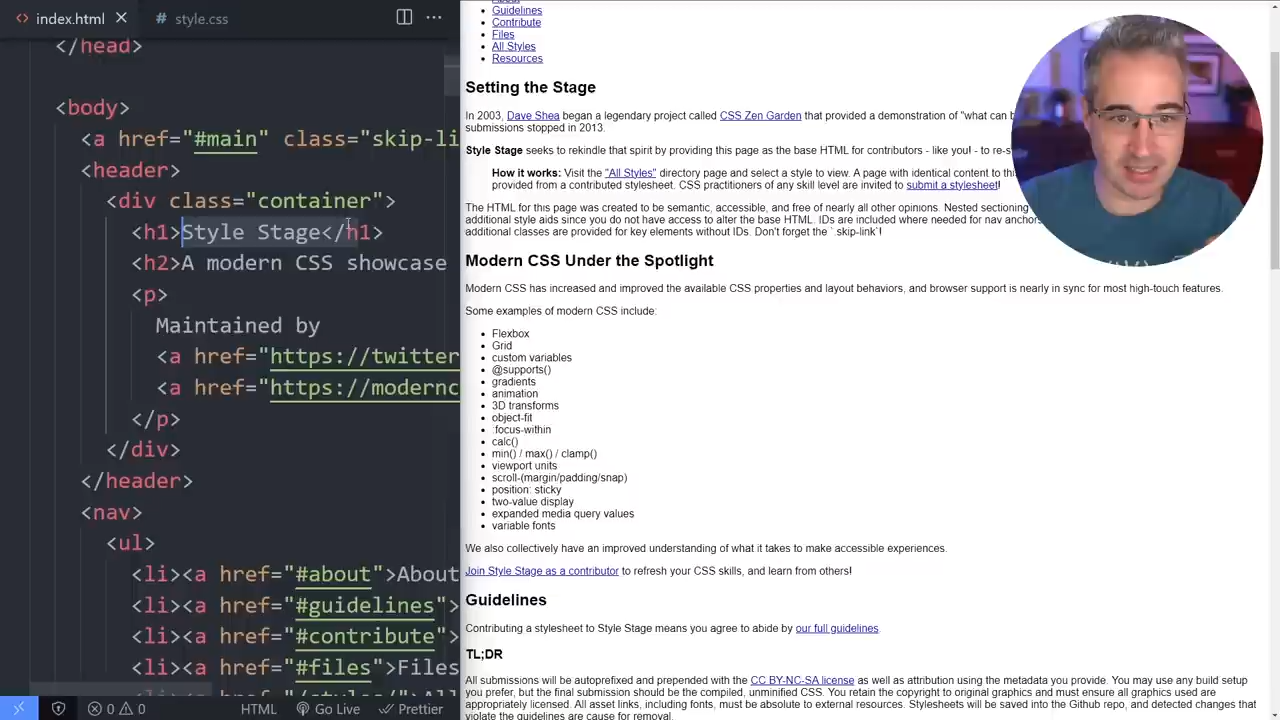 index.html
style.css
</head>
<body>
<a href="#main" class="skip-li
<header>
<div class="container">
<h1>Style Stage</h1>
<h2>A modern CSS showcase
<p>
Maintained by
<a href="https://twitter
<a href="https://modernc
</p>
</div>
</header>
<nav>
<ul>
<li><a href="#about">About
<li><a href="#guidelines">
<li><a href="#contribute">
<li><a href="#files">Files
0 0
HTML
Go Live
Prettier
Guidelines
Contribute
Files
All Styles
Resources
Setting the Stage
In 2003, Dave Shea began a legendary project called CSS Zen Garden that provided a demonstration of "what can b
submissions stopped in 2013.
Style Stage seeks to rekindle that spirit by providing this page as the base HTML for contributors - like you! - to re-s
How it works: Visit the "All Styles" directory page and select a style to view. A page with identical content to this
provided from a contributed stylesheet. CSS practitioners of any skill level are invited to submit a stylesheet!
The HTML for this page was created to be semantic, accessible, and free of nearly all other opinions. Nested sectioning
additional style aids since you do not have access to alter the base HTML. IDs are included where needed for nav anchors
additional classes are provided for key elements without IDs. Don't forget the `.skip-link`!
Modern CSS Under the Spotlight
Modern CSS has increased and improved the available CSS properties and layout behaviors, and browser support is nearly in sync for most high-touch features.
Some examples of modern CSS include:
Flexbox
Grid
custom variables
@supports()
gradients
animation
3D transforms
object-fit
:focus-within
calc()
min() / max() / clamp()
viewport units
scroll-(margin/padding/snap)
position: sticky
two-value display
expanded media query values
variable fonts
We also collectively have an improved understanding of what it takes to make accessible experiences.
Join Style Stage as a contributor to refresh your CSS skills, and learn from others!
Guidelines
Contributing a stylesheet to Style Stage means you agree to abide by our full guidelines.
TL;DR
All submissions will be autoprefixed and prepended with the CC BY-NC-SA license as well as attribution using the metadata you provide. You may use any build setup
you prefer, but the final submission should be the compiled, unminified CSS. You retain the copyright to original graphics and must ensure all graphics used are
appropriately licensed. All asset links, including fonts, must be absolute to external resources. Stylesheets will be saved into the Github repo, and detected changes that
violate the guidelines are cause for removal.